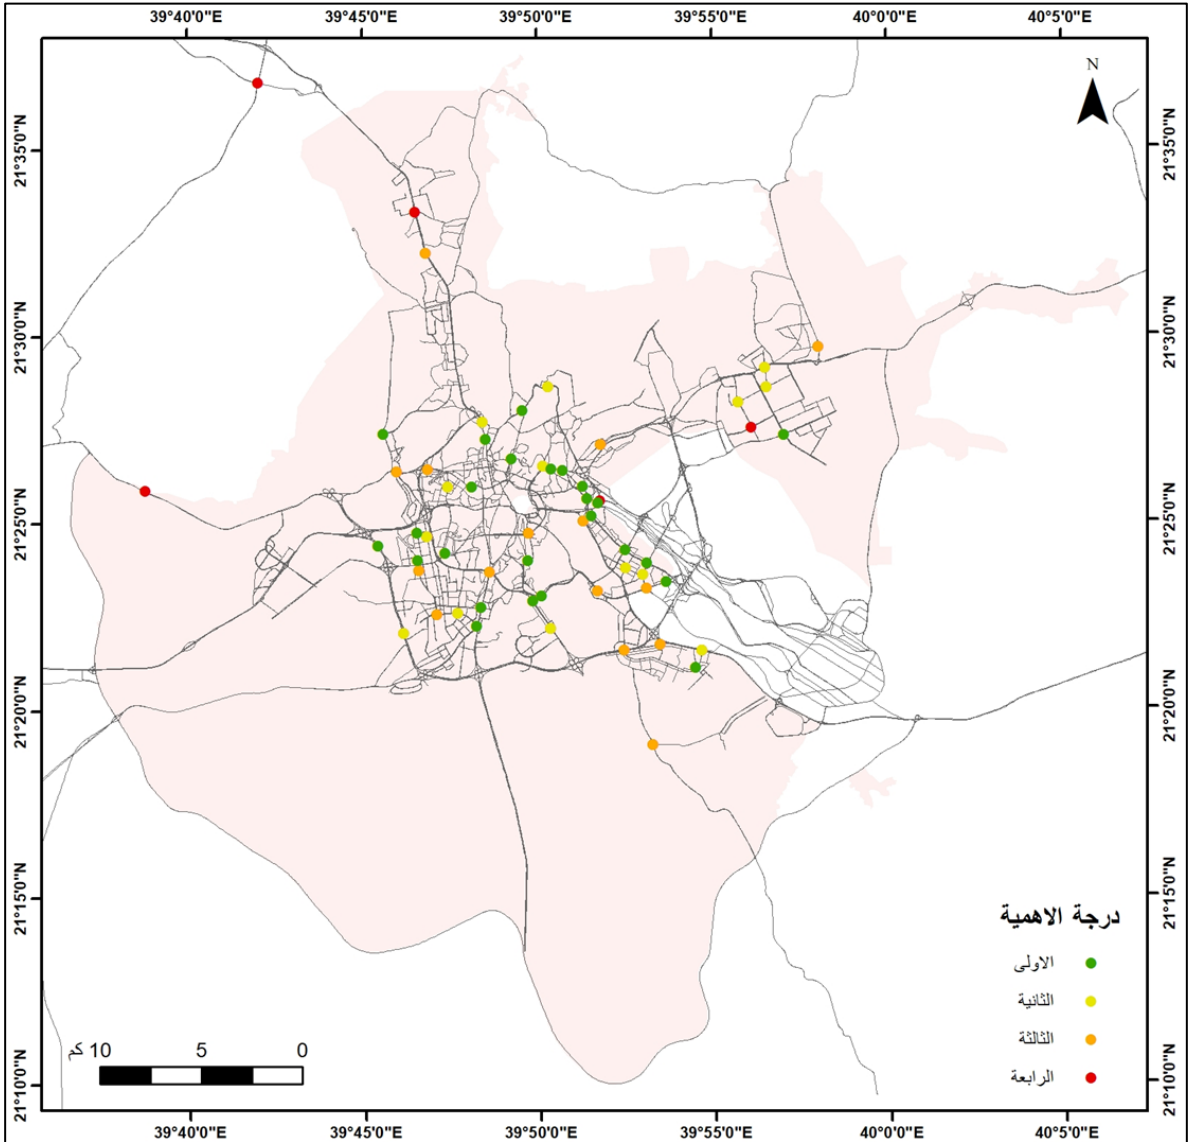 39°40'0"E 39°45'0"E 39°50'0"E 39°55'0"E 40°0'0"E 40°5'0"E
N
21°35'0"N 21°35'0"N
21°30'0"N 21°30'0"N
21°25'0"N 21°25'0"N
21°20'0"N 21°20'0"N
21°15'0"N 21°15'0"N
درجة الاهمية
الاولى
الثانية
الثالثة
الرابعة
كم 10 5 0
21°10'0"N 21°10'0"N
39°40'0"E 39°45'0"E 39°50'0"E 39°55'0"E 40°0'0"E 40°5'0"E